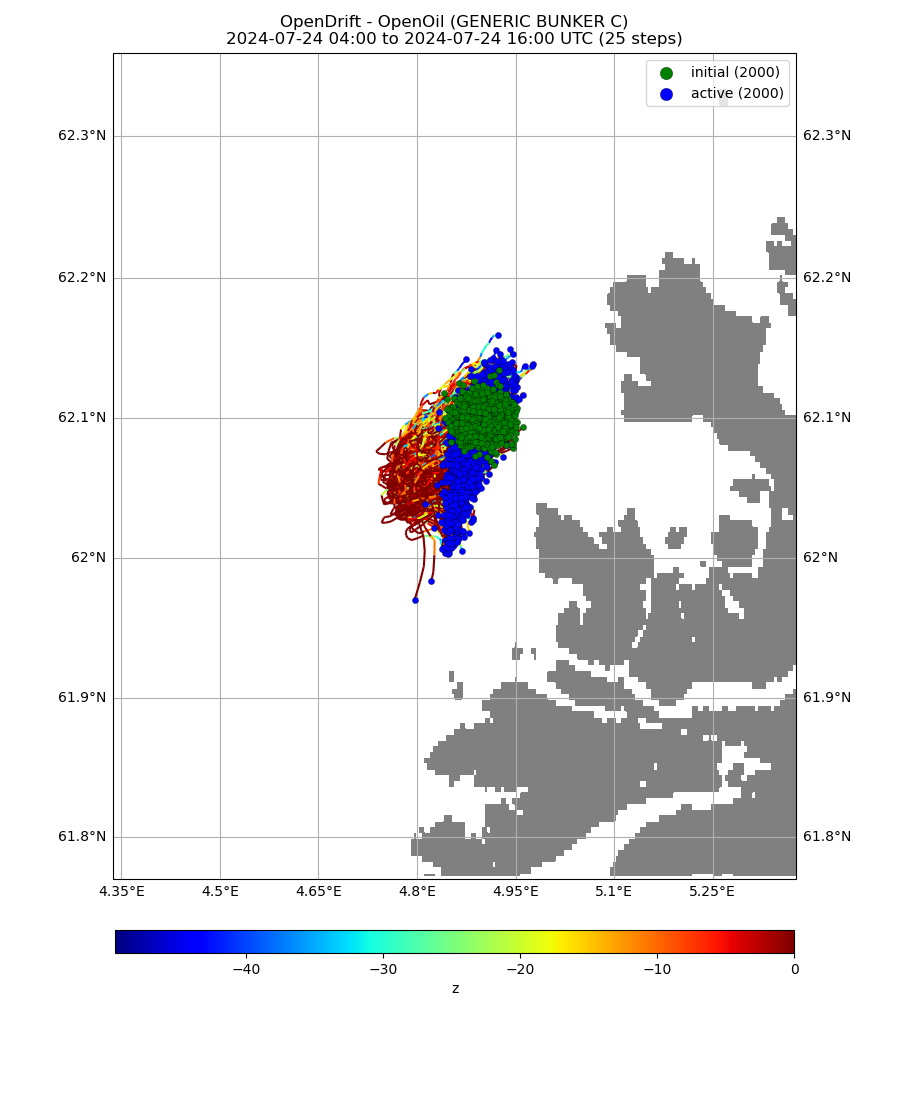 OpenDrift - OpenOil (GENERIC BUNKER C)
2024-07-24 04:00 to 2024-07-24 16:00 UTC (25 steps)
initial (2000)
active (2000)
62.3°N 62.3°N
62.2°N 62.2°N
62.1°N 62.1°N
62°N 62°N
61.9°N 61.9°N
61.8°N 61.8°N
4.35°E 4.5°E 4.65°E 4.8°E 4.95°E 5.1°E 5.25°E
−40 −30 −20 −10 0
z